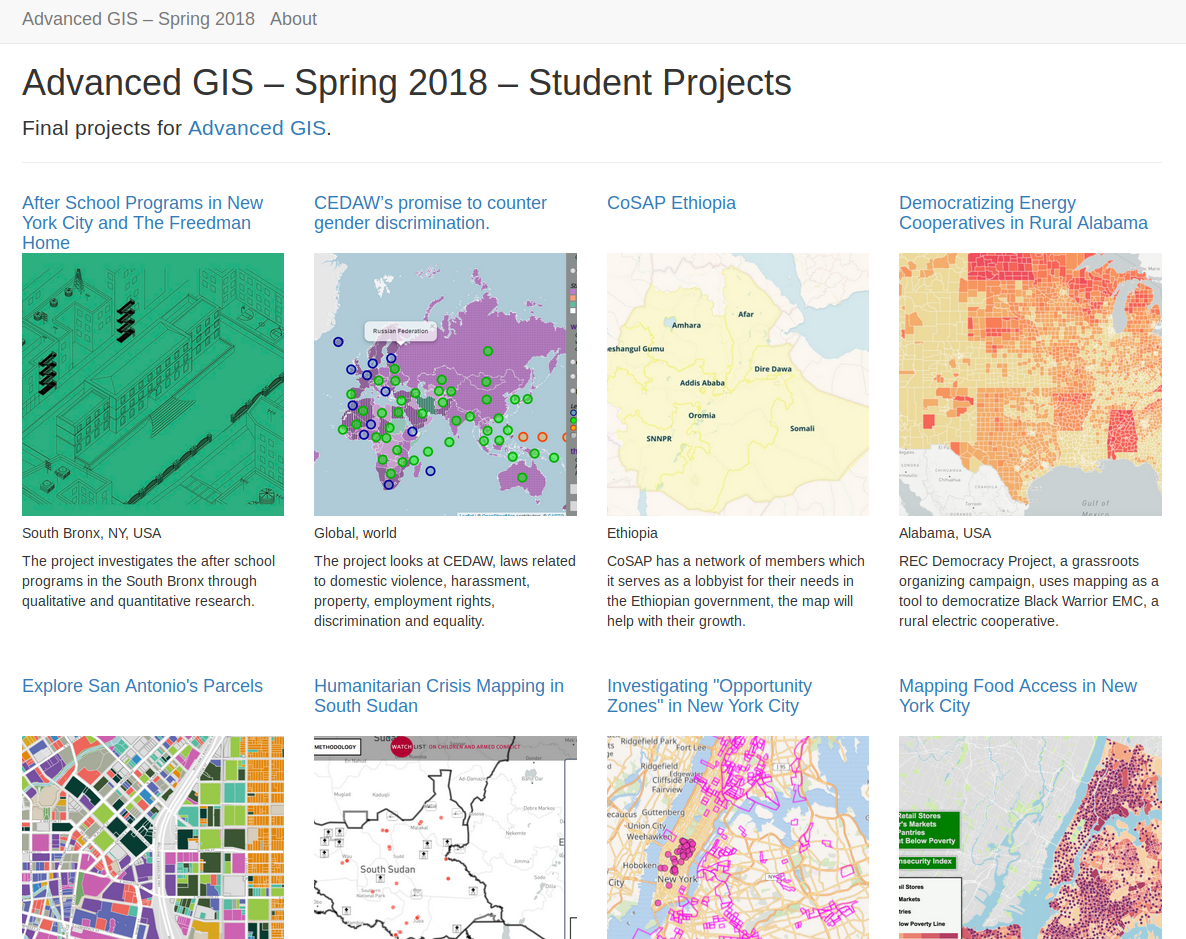 Advanced GIS – Spring 2018 About
Advanced GIS – Spring 2018 – Student Projects
Final projects for Advanced GIS.
After School Programs in New
York City and The Freedman
Home
CEDAW’s promise to counter
gender discrimination.
CoSAP Ethiopia
Democratizing Energy
Cooperatives in Rural Alabama
Russian Federation
Amhara
Afar
eshangul Gumu
Dire Dawa
Addis Ababa
Oromia
Somali
SNNPR
Gulf of
Mexico
South Bronx, NY, USA
The project investigates the after school
programs in the South Bronx through
qualitative and quantitative research.
Global, world
The project looks at CEDAW, laws related
to domestic violence, harassment,
property, employment rights,
discrimination and equality.
Ethiopia
CoSAP has a network of members which
it serves as a lobbyist for their needs in
the Ethiopian government, the map will
help with their growth.
Alabama, USA
REC Democracy Project, a grassroots
organizing campaign, uses mapping as a
tool to democratize Black Warrior EMC, a
rural electric cooperative.
Explore San Antonio's Parcels
Humanitarian Crisis Mapping in
South Sudan
Investigating "Opportunity
Zones" in New York City
Mapping Food Access in New
York City
METHODOLOGY
WATCHLIST ON CHILDREN AND ARMED CONFLICT
South Sudan
Ridgefield Park
Fort Lee
Ridgefield
Edgewater
Cliffside Pa
Fairview
Guttenberg
ecaucus
Union City
Weehawken
Hoboken
New York
City
Retail Stores
r's Markets
Pantries
nt Below Poverty
nsecurity Index
ail Stores
Markets
tries
low Poverty Line